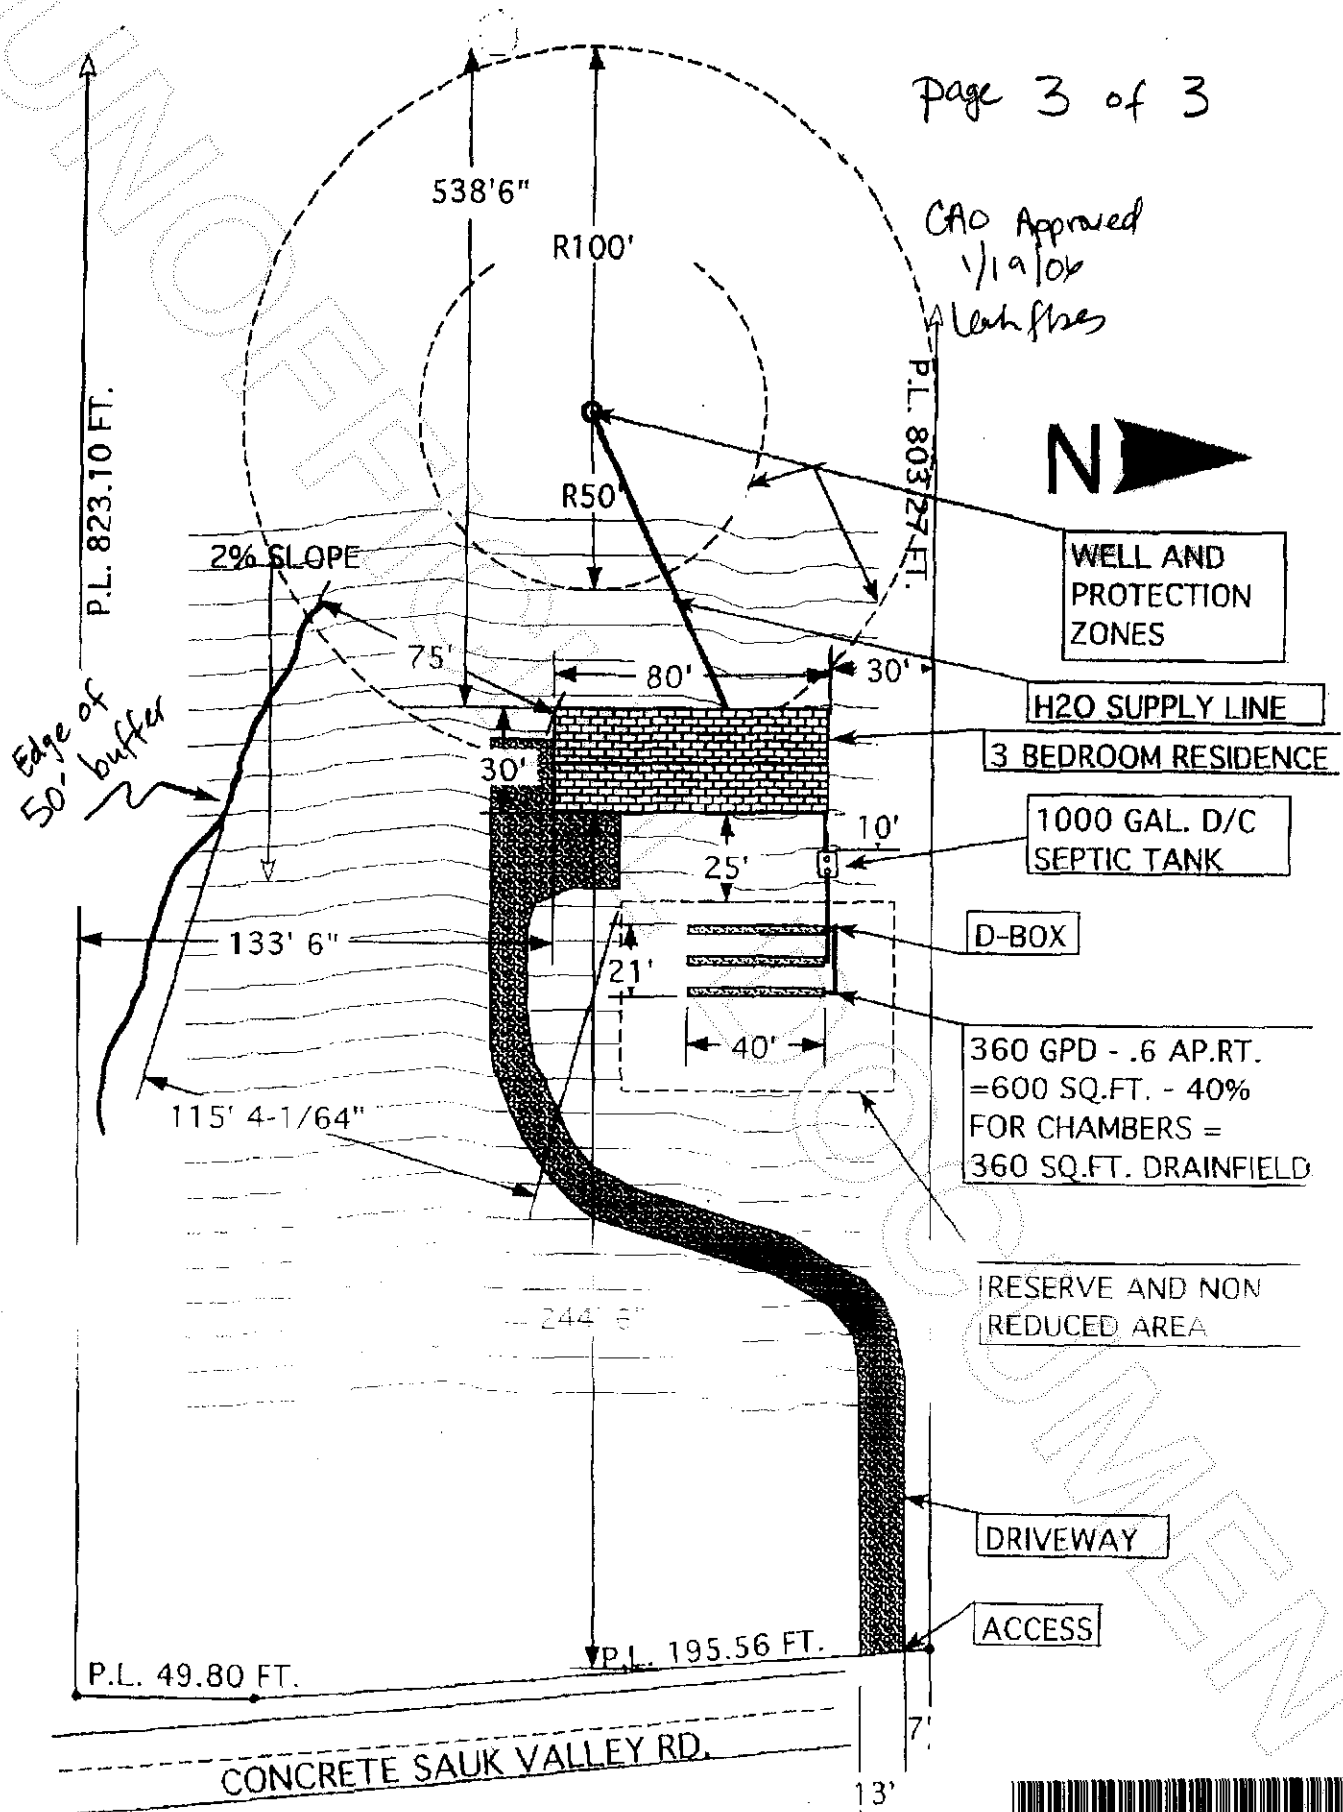 page 3 of 3
CAO Approved
1/19/06
538'6"
R100'
P.L. 823.10 FT.
P.L. 803.27 FT.
N
R50'
2% SLOPE
WELL AND
PROTECTION
ZONES
75'
80'
30'
H2O SUPPLY LINE
3 BEDROOM RESIDENCE
Edge of
50' buffer
30'
1000 GAL. D/C
SEPTIC TANK
10'
25'
D-BOX
133' 6"
21'
40'
360 GPD - .6 AP.RT.
=600 SQ.FT. - 40%
FOR CHAMBERS =
360 SQ.FT. DRAINFIELD
115' 4-1/64"
RESERVE AND NON
REDUCED AREA
244' 6"
DRIVEWAY
ACCESS
P.L. 195.56 FT.
P.L. 49.80 FT.
7'
CONCRETE SAUK VALLEY RD.
13'
UNOFFICIAL DOCUMEN